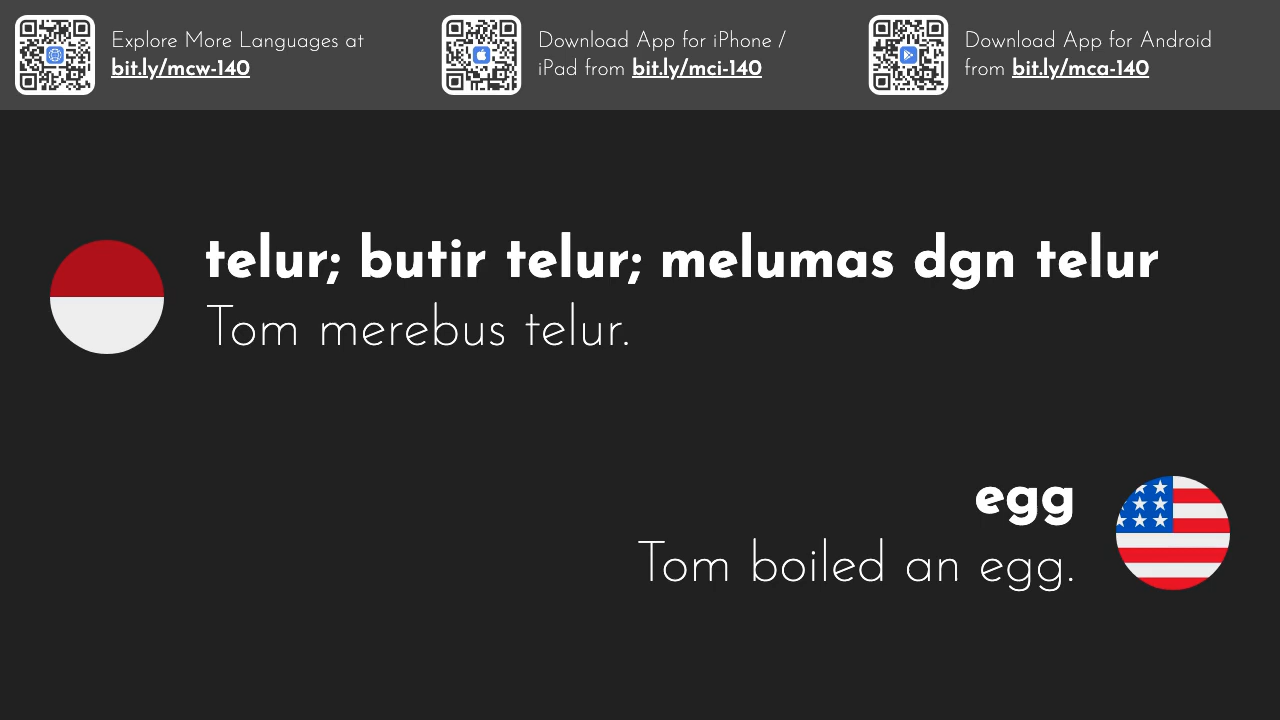 Explore More Languages at
bit.ly/mcw-140
Download App for iPhone /
iPad from bit.ly/mci-140
Download App for Android
from bit.ly/mca-140
telur; butir telur; melumas dgn telur
Tom merebus telur.
egg
Tom boiled an egg.